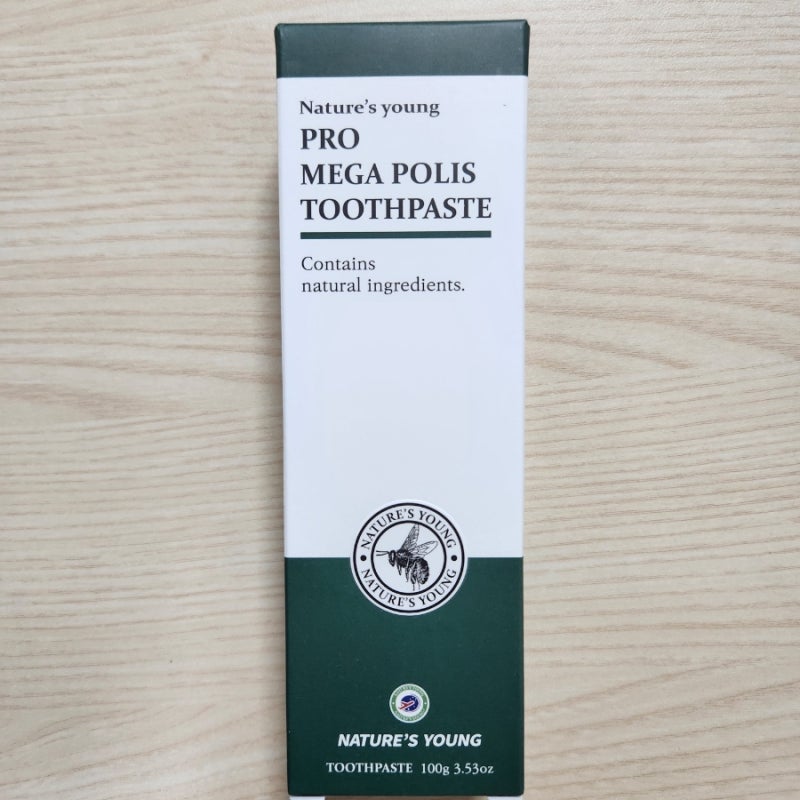 Nature's young
PRO
MEGA POLIS
TOOTHPASTE
Contains
natural ingredients.
NATURE'S YOUNG
NATURE'S YOUNG
NATURE'S YOUNG
TOOTHPASTE 100g 3.53oz